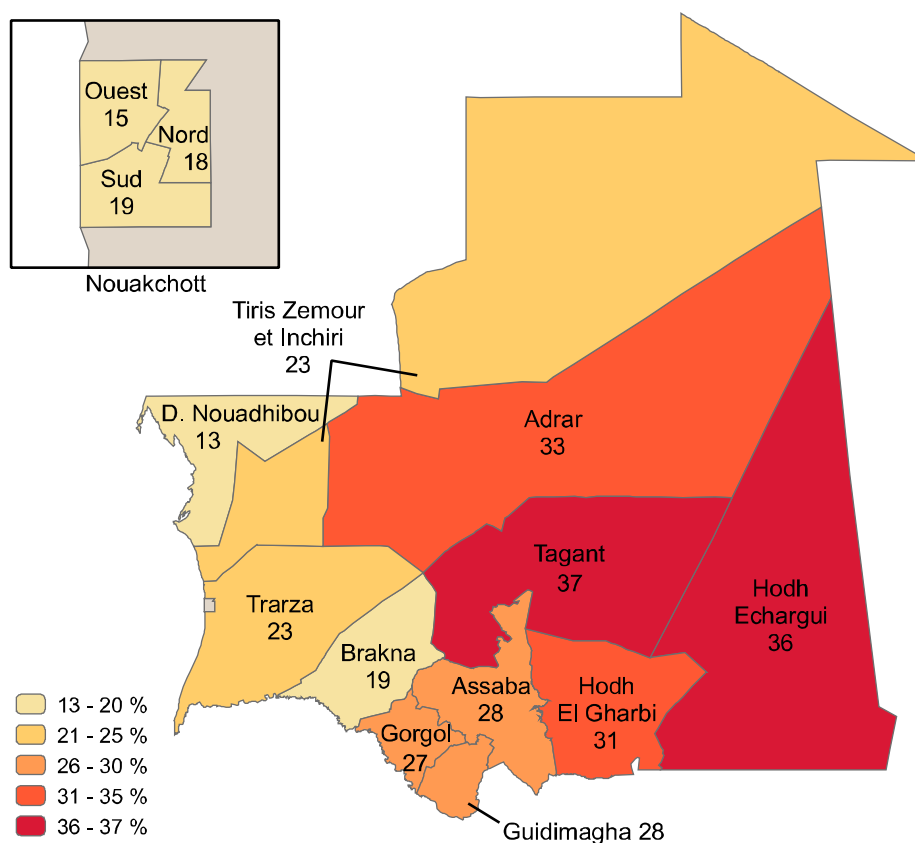 Ouest
15
Nord
18
Sud
19
Nouakchott
Tiris Zemour
et Inchiri
23
D. Nouadhibou
13
Adrar
33
Tagant
37
Hodh
Echargui
36
Trarza
23
Brakna
19
Assaba
28
Hodh
El Gharbi
31
Gorgol
27
Guidimagha 28
13 - 20 %
21 - 25 %
26 - 30 %
31 - 35 %
36 - 37 %